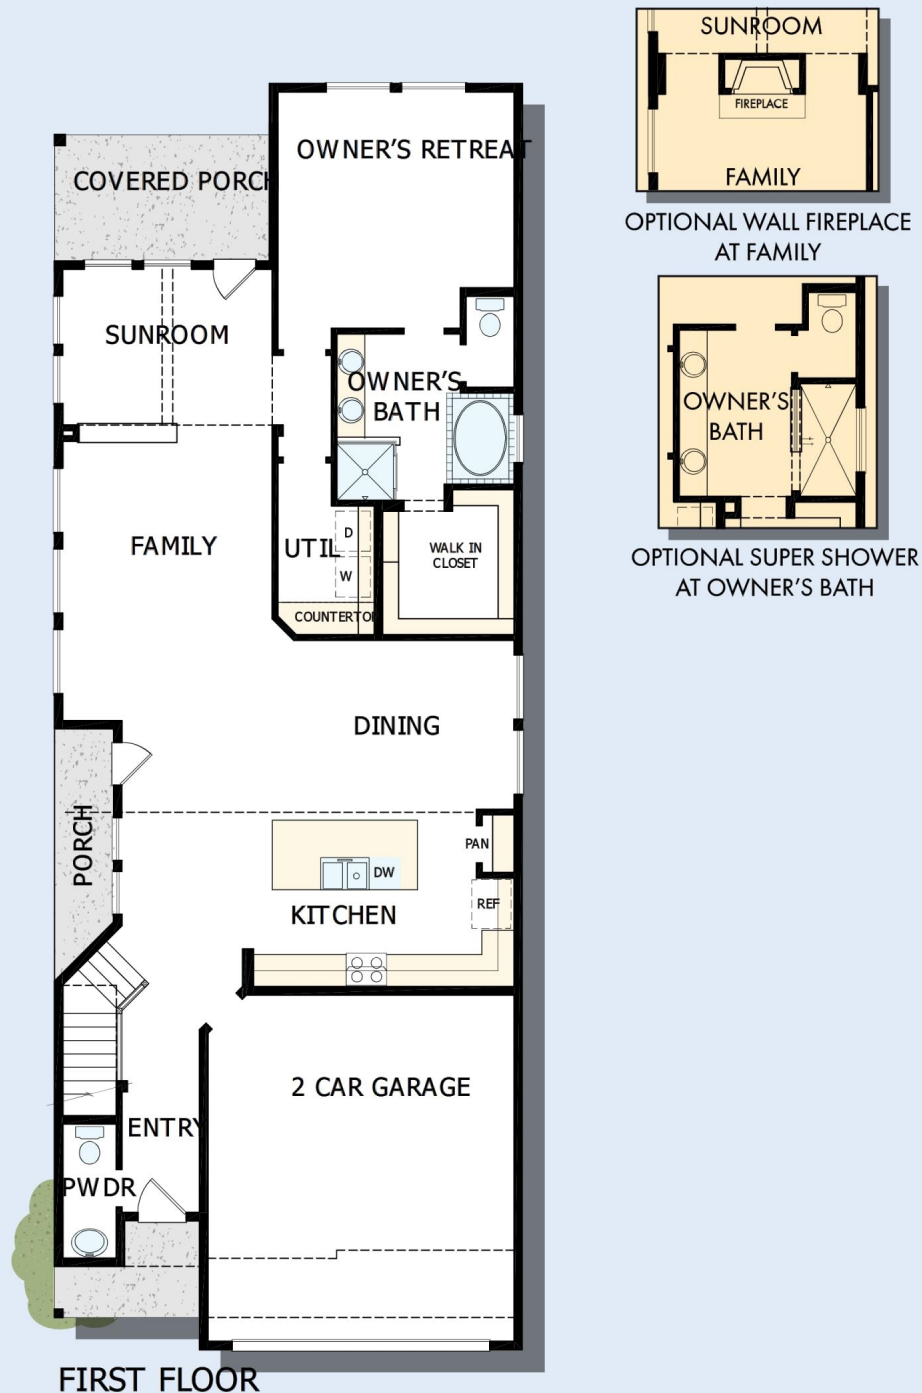 SUNROOM
FIREPLACE
FAMILY
OPTIONAL WALL FIREPLACE
AT FAMILY
OWNER'S RETREAT
COVERED PORCH
SUNROOM
OWNER'S
BATH
OWNER'S
BATH
OPTIONAL SUPER SHOWER
AT OWNER'S BATH
FAMILY
UTIL
D
W
WALK IN
CLOSET
COUNTERTOP
DINING
PORCH
PAN
DW
REF
KITCHEN
2 CAR GARAGE
ENTRY
PWDR
FIRST FLOOR